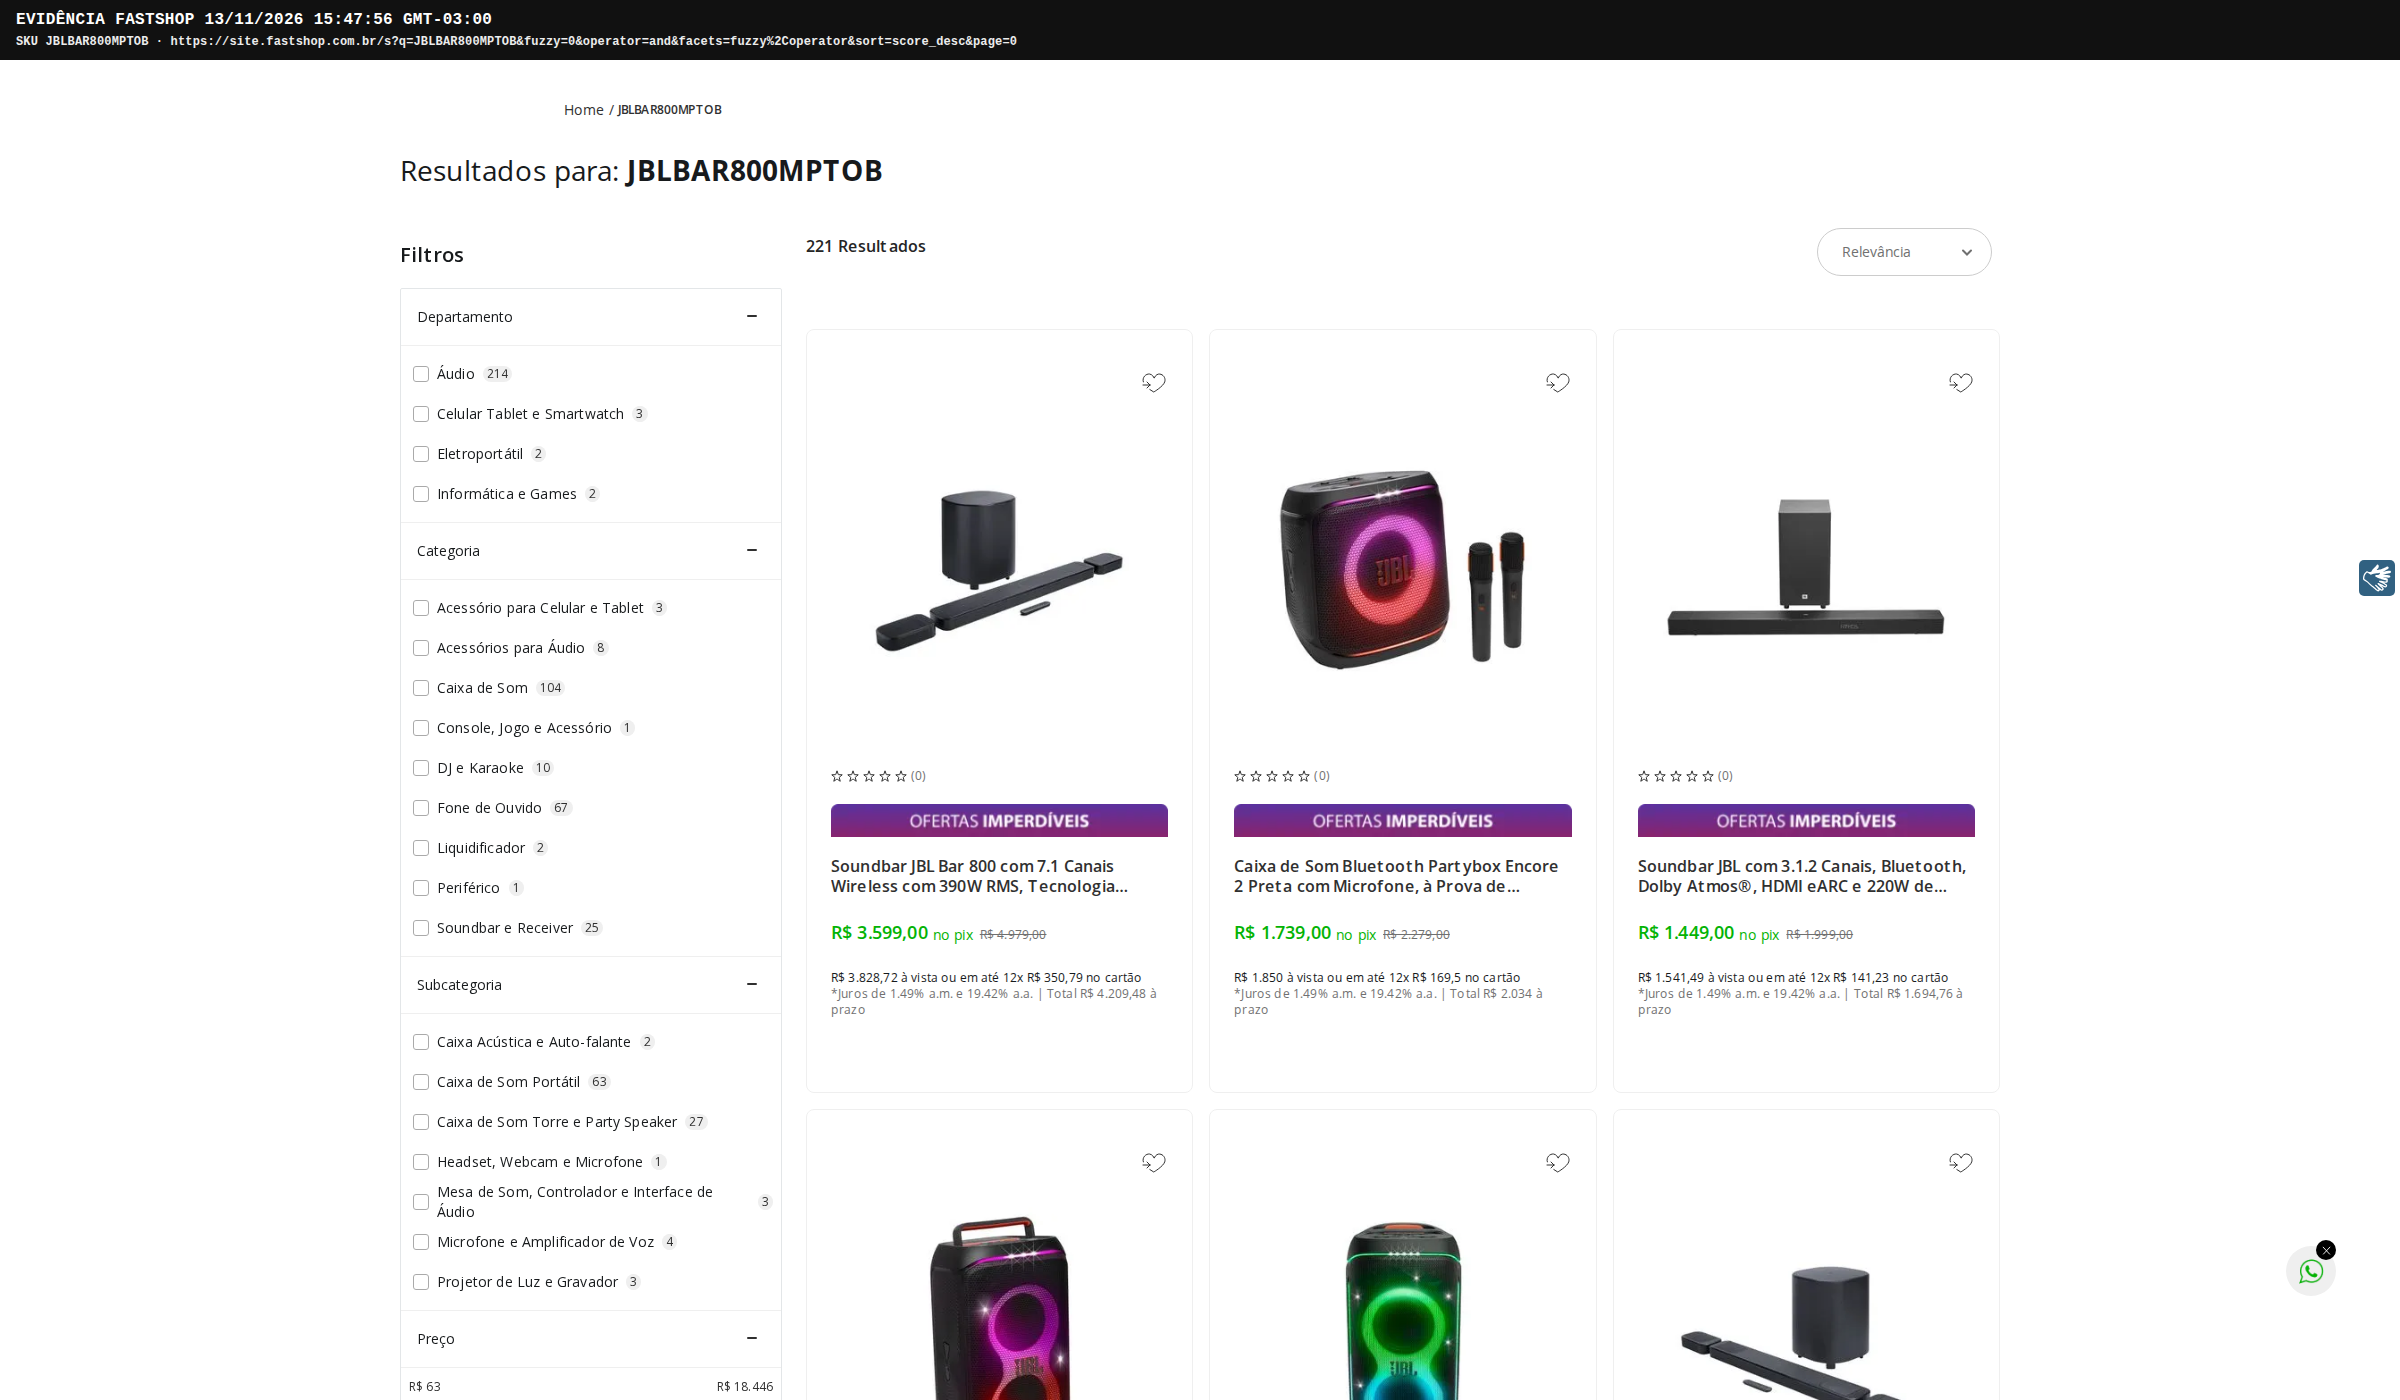 EVIDÊNCIA FASTSHOP 13/11/2026 15:47:56 GMT-03:00
SKU JBLBAR800MPTOB · https://site.fastshop.com.br/s?q=JBLBAR800MPTOB&fuzzy=0&operator=and&facets=fuzzy%2Coperator&sort=score_desc&page=0
Home / JBLBAR800MPTOB
Resultados para: JBLBAR800MPTOB
Filtros
221 Resultados
Relevância
Departamento
Áudio 214
Celular Tablet e Smartwatch 3
Eletroportátil 2
Informática e Games 2
Categoria
Acessório para Celular e Tablet 3
Acessórios para Áudio 8
Caixa de Som 104
Console, Jogo e Acessório 1
DJ e Karaoke 10
Fone de Ouvido 67
Liquidificador 2
Periférico 1
Soundbar e Receiver 25
Subcategoria
Caixa Acústica e Auto-falante 2
Caixa de Som Portátil 63
Caixa de Som Torre e Party Speaker 27
Headset, Webcam e Microfone 1
Mesa de Som, Controlador e Interface de
Áudio 3
Microfone e Amplificador de Voz 4
Projetor de Luz e Gravador 3
Preço
R$ 63 R$ 18.446
(0)
OFERTAS IMPERDÍVEIS
Soundbar JBL Bar 800 com 7.1 Canais
Wireless com 390W RMS, Tecnologia...
R$ 3.599,00 no pix R$ 4.979,00
R$ 3.828,72 à vista ou em até 12x R$ 350,79 no cartão
*Juros de 1.49% a.m. e 19.42% a.a. | Total R$ 4.209,48 à
prazo
JBL
(0)
OFERTAS IMPERDÍVEIS
Caixa de Som Bluetooth Partybox Encore
2 Preta com Microfone, à Prova de...
R$ 1.739,00 no pix R$ 2.279,00
R$ 1.850 à vista ou em até 12x R$ 169,5 no cartão
*Juros de 1.49% a.m. e 19.42% a.a. | Total R$ 2.034 à
prazo
(0)
OFERTAS IMPERDÍVEIS
Soundbar JBL com 3.1.2 Canais, Bluetooth,
Dolby Atmos®, HDMI eARC e 220W de...
R$ 1.449,00 no pix R$ 1.999,00
R$ 1.541,49 à vista ou em até 12x R$ 141,23 no cartão
*Juros de 1.49% a.m. e 19.42% a.a. | Total R$ 1.694,76 à
prazo
JBL
JBL